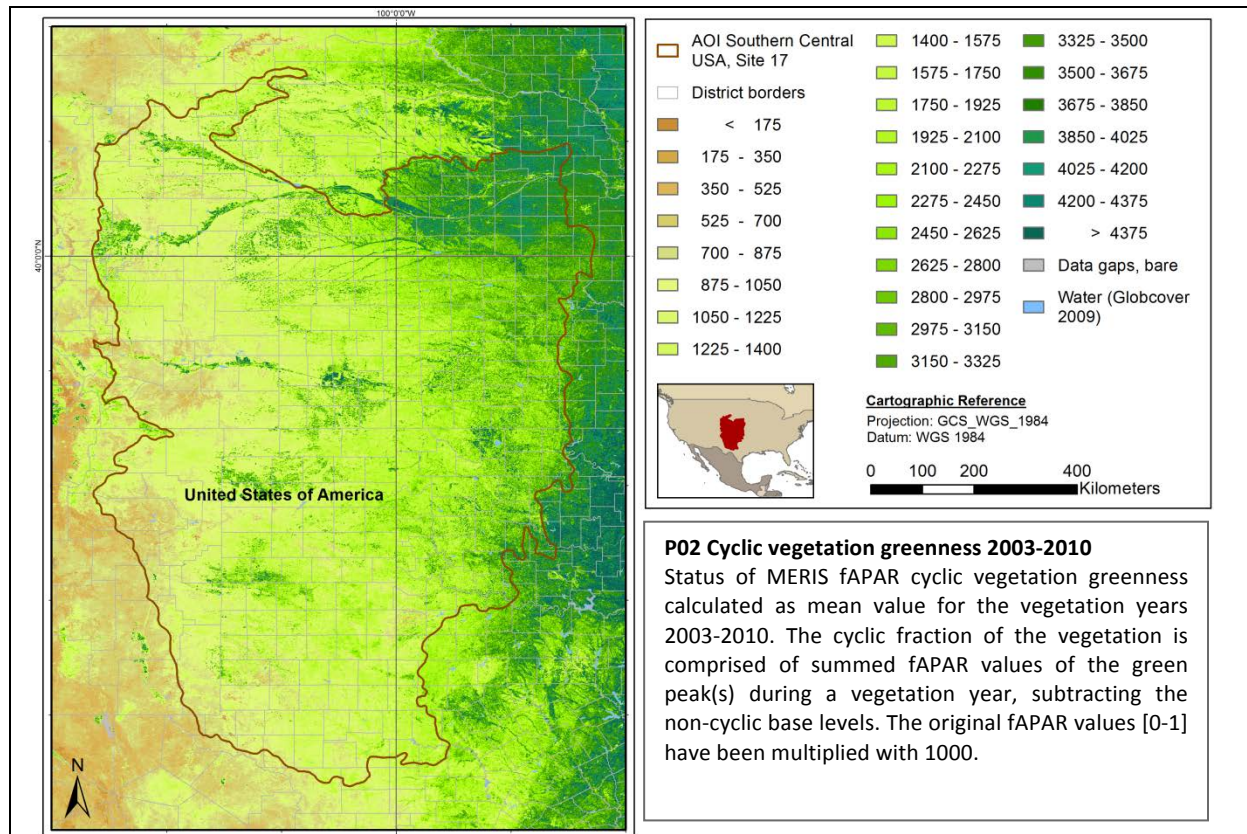 100°0'0"W
40°0'0"N
United States of America
N
AOI Southern Central
USA, Site 17
District borders
< 175
175 - 350
350 - 525
525 - 700
700 - 875
875 - 1050
1050 - 1225
1225 - 1400
1400 - 1575
1575 - 1750
1750 - 1925
1925 - 2100
2100 - 2275
2275 - 2450
2450 - 2625
2625 - 2800
2800 - 2975
2975 - 3150
3150 - 3325
3325 - 3500
3500 - 3675
3675 - 3850
3850 - 4025
4025 - 4200
4200 - 4375
> 4375
Data gaps, bare
Water (Globcover
2009)
Cartographic Reference
Projection: GCS_WGS_1984
Datum: WGS 1984
0 100 200 400
Kilometers
P02 Cyclic vegetation greenness 2003-2010
Status of MERIS fAPAR cyclic vegetation greenness
calculated as mean value for the vegetation years
2003-2010. The cyclic fraction of the vegetation is
comprised of summed fAPAR values of the green
peak(s) during a vegetation year, subtracting the
non-cyclic base levels. The original fAPAR values [0-1]
have been multiplied with 1000.